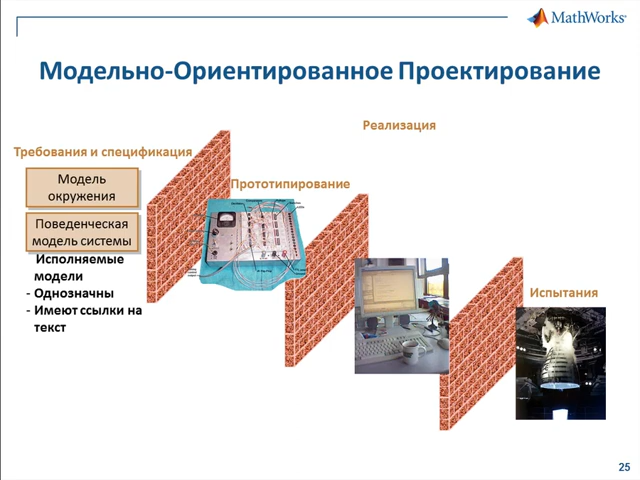 MathWorks
Модельно-Ориентированное Проектирование
Реализация
Требования и спецификация
Прототипирование
Модель
окружения
Поведенческая
модель системы
Исполняемые
модели
- Однозначны
- Имеют ссылки на
текст
Испытания
25